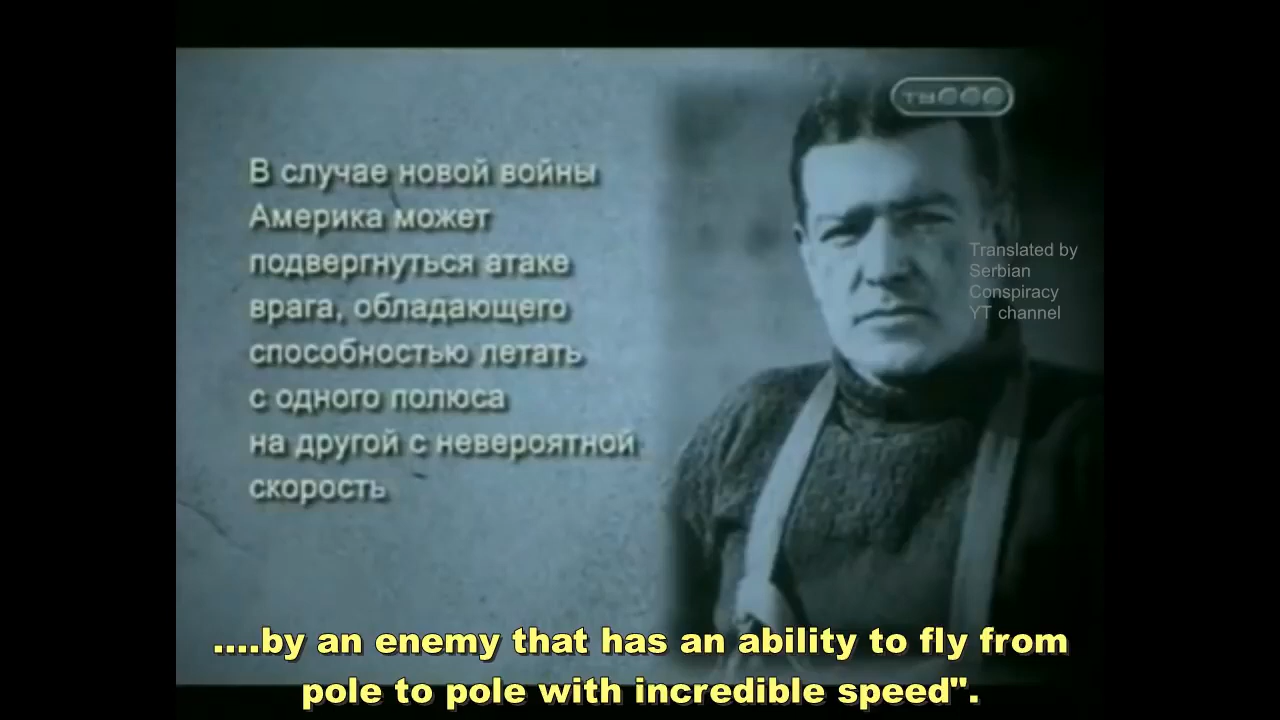 В случае новой войны
Америка может
подвергнуться атаке
врага, обладающего
способностью летать
с одного полюса
на другой с невероятной
скорость
Translated by
Serbian
Conspiracy
YT channel
....by an enemy that has an ability to fly from
pole to pole with incredible speed".